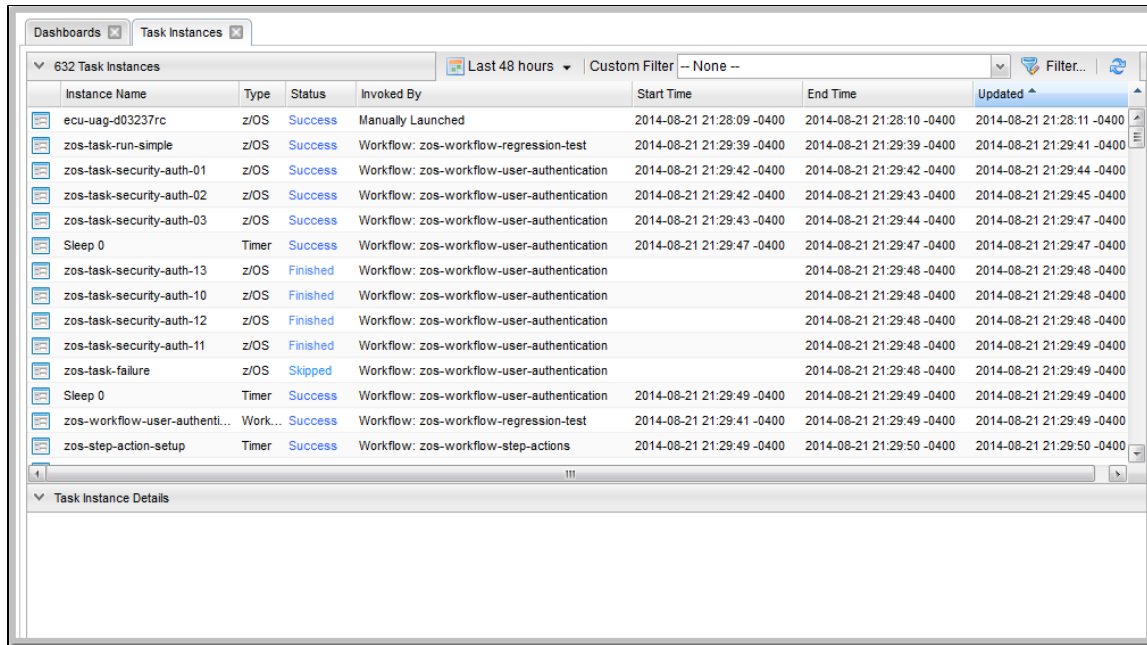 Dashboards Task Instances
632 Task Instances Last 48 hours Custom Filter -- None -- Filter...
Instance Name Type Status Invoked By Start Time End Time Updated
ecu-uag-d03237rc z/OS Success Manually Launched 2014-08-21 21:28:09 -0400 2014-08-21 21:28:10 -0400 2014-08-21 21:28:11 -0400
zos-task-run-simple z/OS Success Workflow: zos-workflow-regression-test 2014-08-21 21:29:39 -0400 2014-08-21 21:29:39 -0400 2014-08-21 21:29:41 -0400
zos-task-security-auth-01 z/OS Success Workflow: zos-workflow-user-authentication 2014-08-21 21:29:42 -0400 2014-08-21 21:29:42 -0400 2014-08-21 21:29:44 -0400
zos-task-security-auth-02 z/OS Success Workflow: zos-workflow-user-authentication 2014-08-21 21:29:42 -0400 2014-08-21 21:29:43 -0400 2014-08-21 21:29:45 -0400
zos-task-security-auth-03 z/OS Success Workflow: zos-workflow-user-authentication 2014-08-21 21:29:43 -0400 2014-08-21 21:29:44 -0400 2014-08-21 21:29:47 -0400
Sleep 0 Timer Success Workflow: zos-workflow-user-authentication 2014-08-21 21:29:47 -0400 2014-08-21 21:29:47 -0400 2014-08-21 21:29:47 -0400
zos-task-security-auth-13 z/OS Finished Workflow: zos-workflow-user-authentication 2014-08-21 21:29:48 -0400 2014-08-21 21:29:48 -0400
zos-task-security-auth-10 z/OS Finished Workflow: zos-workflow-user-authentication 2014-08-21 21:29:48 -0400 2014-08-21 21:29:48 -0400
zos-task-security-auth-12 z/OS Finished Workflow: zos-workflow-user-authentication 2014-08-21 21:29:48 -0400 2014-08-21 21:29:48 -0400
zos-task-security-auth-11 z/OS Finished Workflow: zos-workflow-user-authentication 2014-08-21 21:29:48 -0400 2014-08-21 21:29:49 -0400
zos-task-failure z/OS Skipped Workflow: zos-workflow-user-authentication 2014-08-21 21:29:48 -0400 2014-08-21 21:29:49 -0400
Sleep 0 Timer Success Workflow: zos-workflow-user-authentication 2014-08-21 21:29:49 -0400 2014-08-21 21:29:49 -0400 2014-08-21 21:29:49 -0400
zos-workflow-user-authenti... Work... Success Workflow: zos-workflow-regression-test 2014-08-21 21:29:41 -0400 2014-08-21 21:29:49 -0400 2014-08-21 21:29:49 -0400
zos-step-action-setup Timer Success Workflow: zos-workflow-step-actions 2014-08-21 21:29:49 -0400 2014-08-21 21:29:50 -0400 2014-08-21 21:29:50 -0400
Task Instance Details